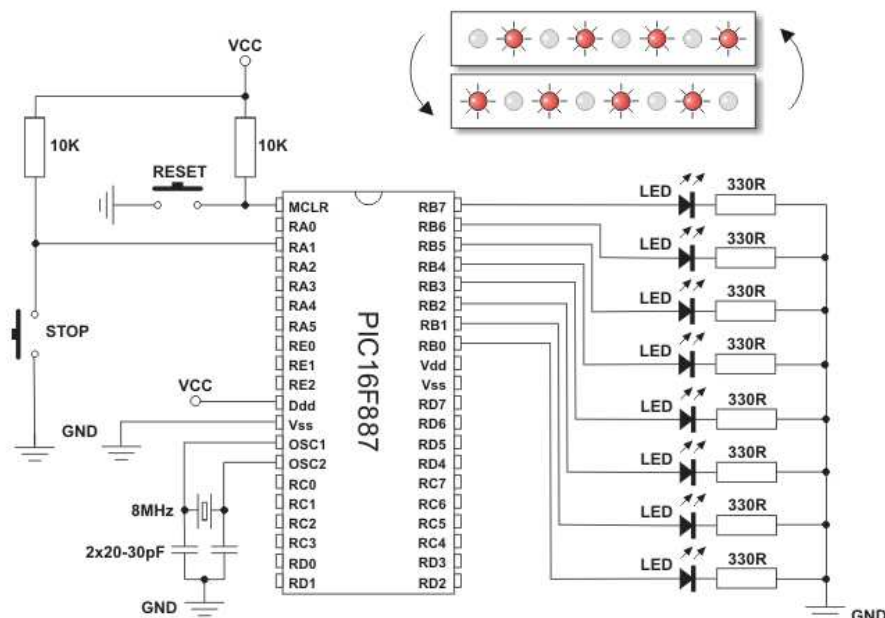 VCC
10K
10K
RESET
STOP
GND
VCC
GND
8MHz
2x20-30pF
GND
PIC16F887
MCLR
RA0
RA1
RA2
RA3
RA4
RA5
RE0
RE1
RE2
Ddd
Vss
OSC1
OSC2
RC0
RC1
RC2
RC3
RD0
RD1
RB7
RB6
RB5
RB4
RB3
RB2
RB1
RB0
Vdd
Vss
RD7
RD6
RD5
RD4
RC7
RC6
RC5
RC4
RD3
RD2
LED 330R
LED 330R
LED 330R
LED 330R
LED 330R
LED 330R
LED 330R
LED 330R